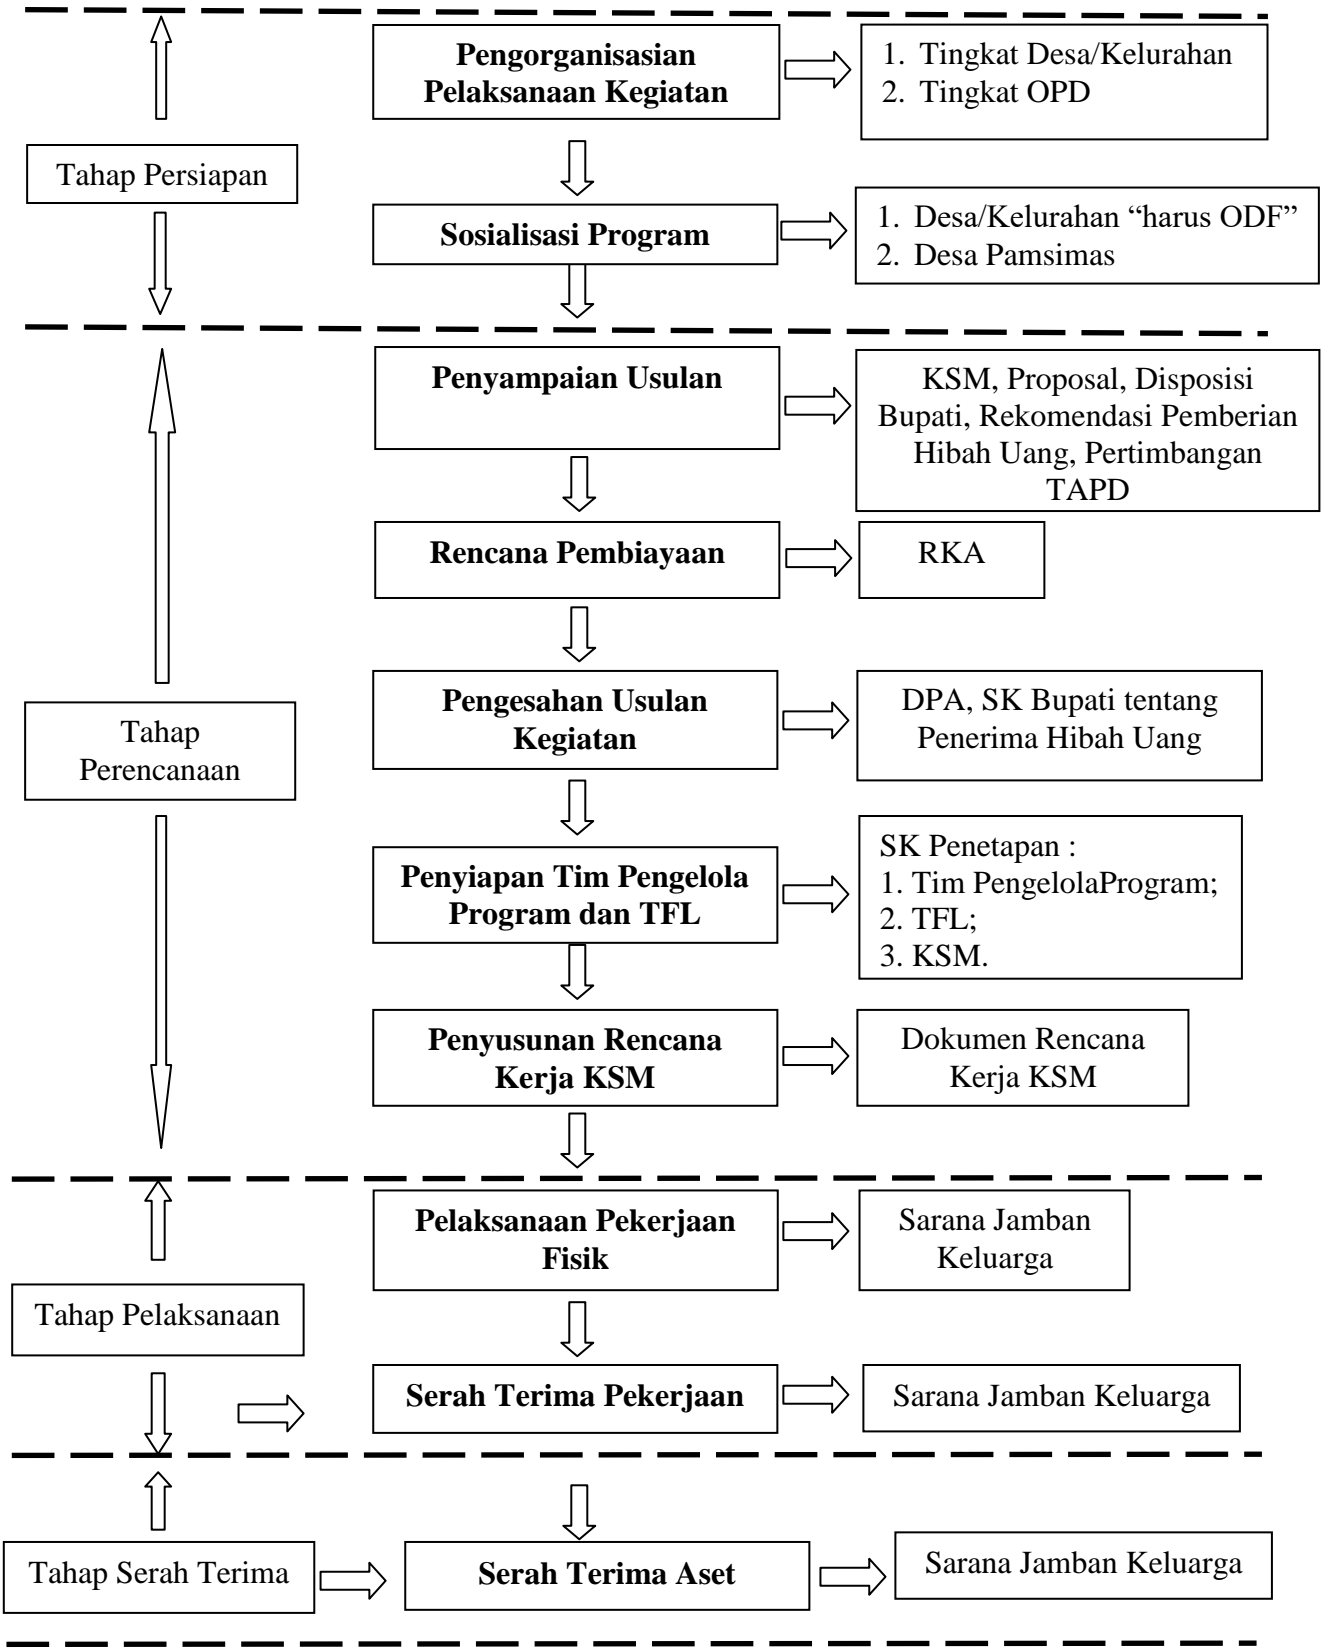 Pengorganisasian
Pelaksanaan Kegiatan
1. Tingkat Desa/Kelurahan
2. Tingkat OPD
Tahap Persiapan
Sosialisasi Program
1. Desa/Kelurahan “harus ODF”
2. Desa Pamsimas
Penyampaian Usulan
KSM, Proposal, Disposisi
Bupati, Rekomendasi Pemberian
Hibah Uang, Pertimbangan
TAPD
Rencana Pembiayaan
RKA
Tahap
Perencanaan
Pengesahan Usulan
Kegiatan
DPA, SK Bupati tentang
Penerima Hibah Uang
Penyiapan Tim Pengelola
Program dan TFL
SK Penetapan :
1. Tim PengelolaProgram;
2. TFL;
3. KSM.
Penyusunan Rencana
Kerja KSM
Dokumen Rencana
Kerja KSM
Pelaksanaan Pekerjaan
Fisik
Sarana Jamban
Keluarga
Tahap Pelaksanaan
Serah Terima Pekerjaan
Sarana Jamban Keluarga
Tahap Serah Terima
Serah Terima Aset
Sarana Jamban Keluarga